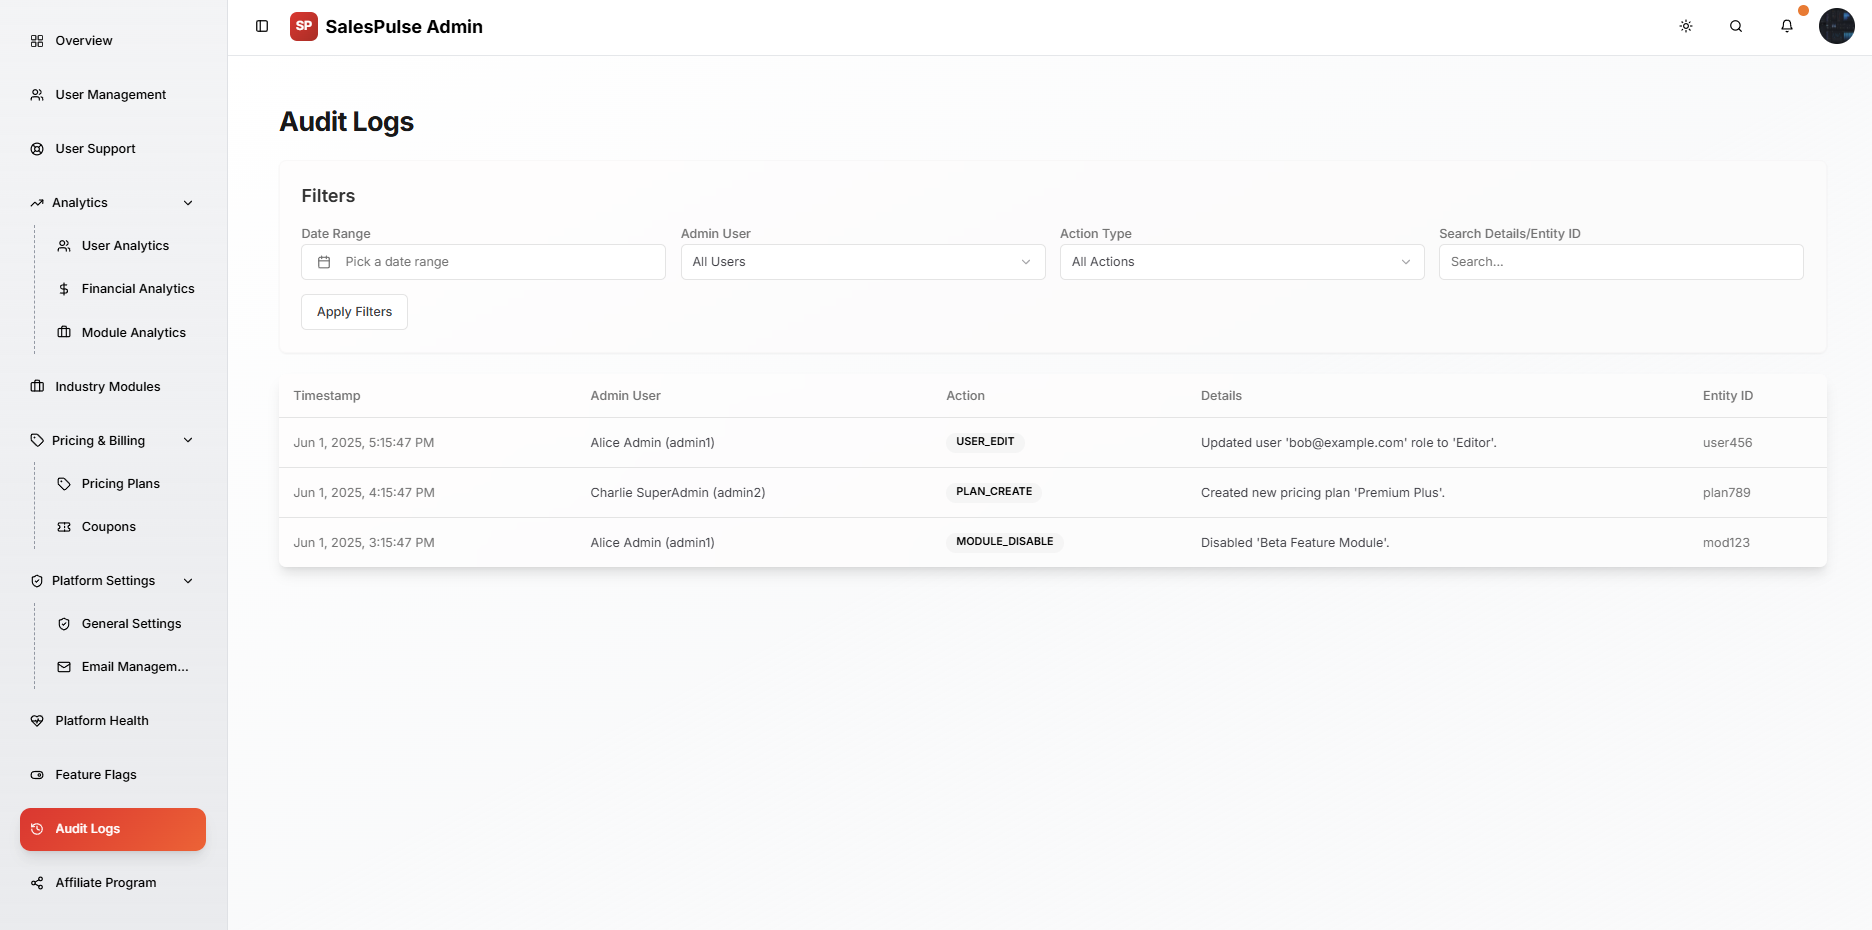 SP SalesPulse Admin
Overview
User Management
User Support
Analytics
User Analytics
Financial Analytics
Module Analytics
Industry Modules
Pricing & Billing
Pricing Plans
Coupons
Platform Settings
General Settings
Email Managem...
Platform Health
Feature Flags
Audit Logs
Affiliate Program
Audit Logs
Filters
Date Range Admin User Action Type Search Details/Entity ID
Pick a date range All Users All Actions Search...
Apply Filters
Timestamp Admin User Action Details Entity ID
Jun 1, 2025, 5:15:47 PM Alice Admin (admin1) USER_EDIT Updated user 'bob@example.com' role to 'Editor'. user456
Jun 1, 2025, 4:15:47 PM Charlie SuperAdmin (admin2) PLAN_CREATE Created new pricing plan 'Premium Plus'. plan789
Jun 1, 2025, 3:15:47 PM Alice Admin (admin1) MODULE_DISABLE Disabled 'Beta Feature Module'. mod123